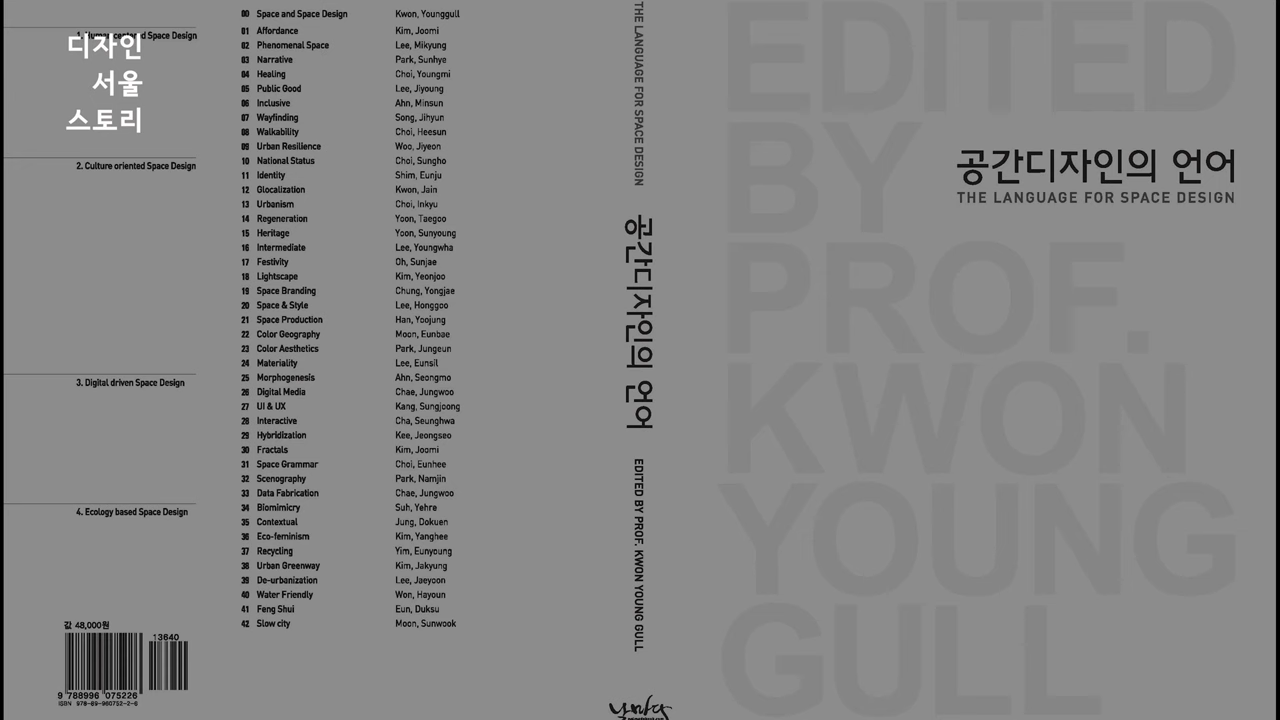 디자인
서울
스토리
1. Human centered Space Design
2. Culture oriented Space Design
3. Digital driven Space Design
4. Ecology based Space Design
값 48,000원
13640
9 788996 075226
ISBN 978-89-960752-2-6
00 Space and Space Design Kwon, Younggull
01 Affordance Kim, Joomi
02 Phenomenal Space Lee, Mikyung
03 Narrative Park, Sunhye
04 Healing Choi, Youngmi
05 Public Good Lee, Jiyoung
06 Inclusive Ahn, Minsun
07 Wayfinding Song, Jihyun
08 Walkability Choi, Heesun
09 Urban Resilience Woo, Jiyeon
10 National Status Choi, Sungho
11 Identity Shim, Eunju
12 Glocalization Kwon, Jain
13 Urbanism Choi, Inkyu
14 Regeneration Yoon, Taegoo
15 Heritage Yoon, Sunyoung
16 Intermediate Lee, Youngwha
17 Festivity Oh, Sunjae
18 Lightscape Kim, Yeonjoo
19 Space Branding Chung, Yongjae
20 Space & Style Lee, Honggoo
21 Space Production Han, Yoojung
22 Color Geography Moon, Eunbae
23 Color Aesthetics Park, Jungeun
24 Materiality Lee, Eunsil
25 Morphogenesis Ahn, Seongmo
26 Digital Media Chae, Jungwoo
27 UI & UX Kang, Sungjoong
28 Interactive Cha, Seunghwa
29 Hybridization Kee, Jeongseo
30 Fractals Kim, Joomi
31 Space Grammar Choi, Eunhee
32 Scenography Park, Namjin
33 Data Fabrication Chae, Jungwoo
34 Biomimicry Suh, Yehre
35 Contextual Jung, Dokuen
36 Eco-feminism Kim, Yanghee
37 Recycling Yim, Eunyoung
38 Urban Greenway Kim, Jakyung
39 De-urbanization Lee, Jaeyoon
40 Water Friendly Won, Hayoun
41 Feng Shui Eun, Duksu
42 Slow city Moon, Sunwook
THE LANGUAGE FOR SPACE DESIGN
공간디자인의 언어
EDITED BY PROF. KWON YOUNG GULL
EDITED
BY
PROF.
KWON
YOUNG
GULL
공간디자인의 언어
THE LANGUAGE FOR SPACE DESIGN